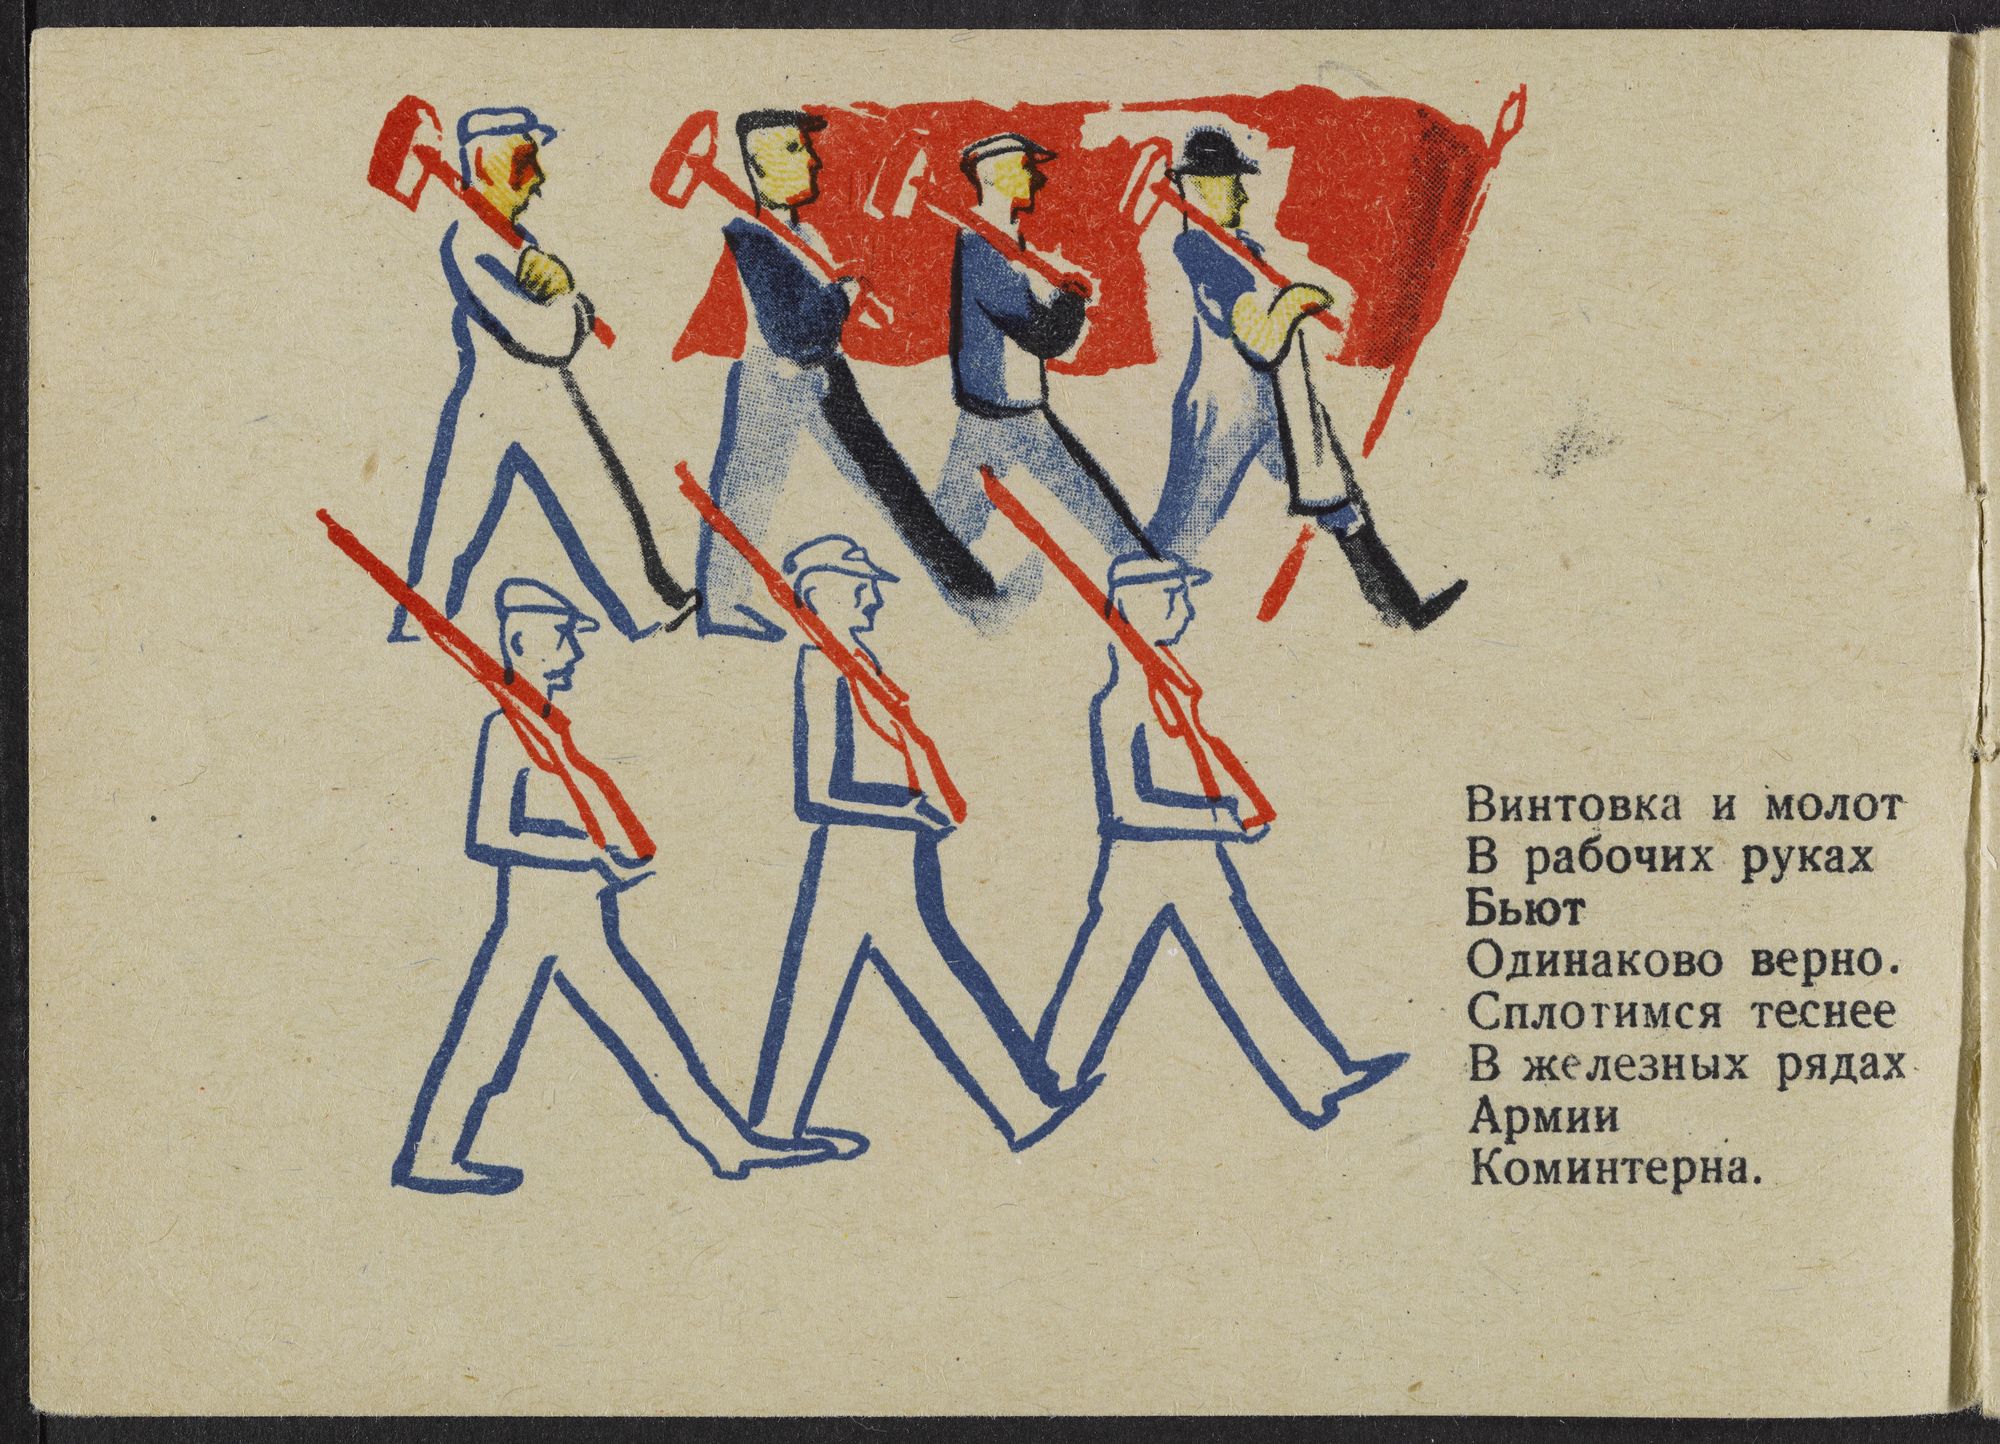 Винтовка и молот
В рабочих руках
Бьют
Одинаково верно.
Сплотимся теснее
В железных рядах
Армии
Коминтерна.